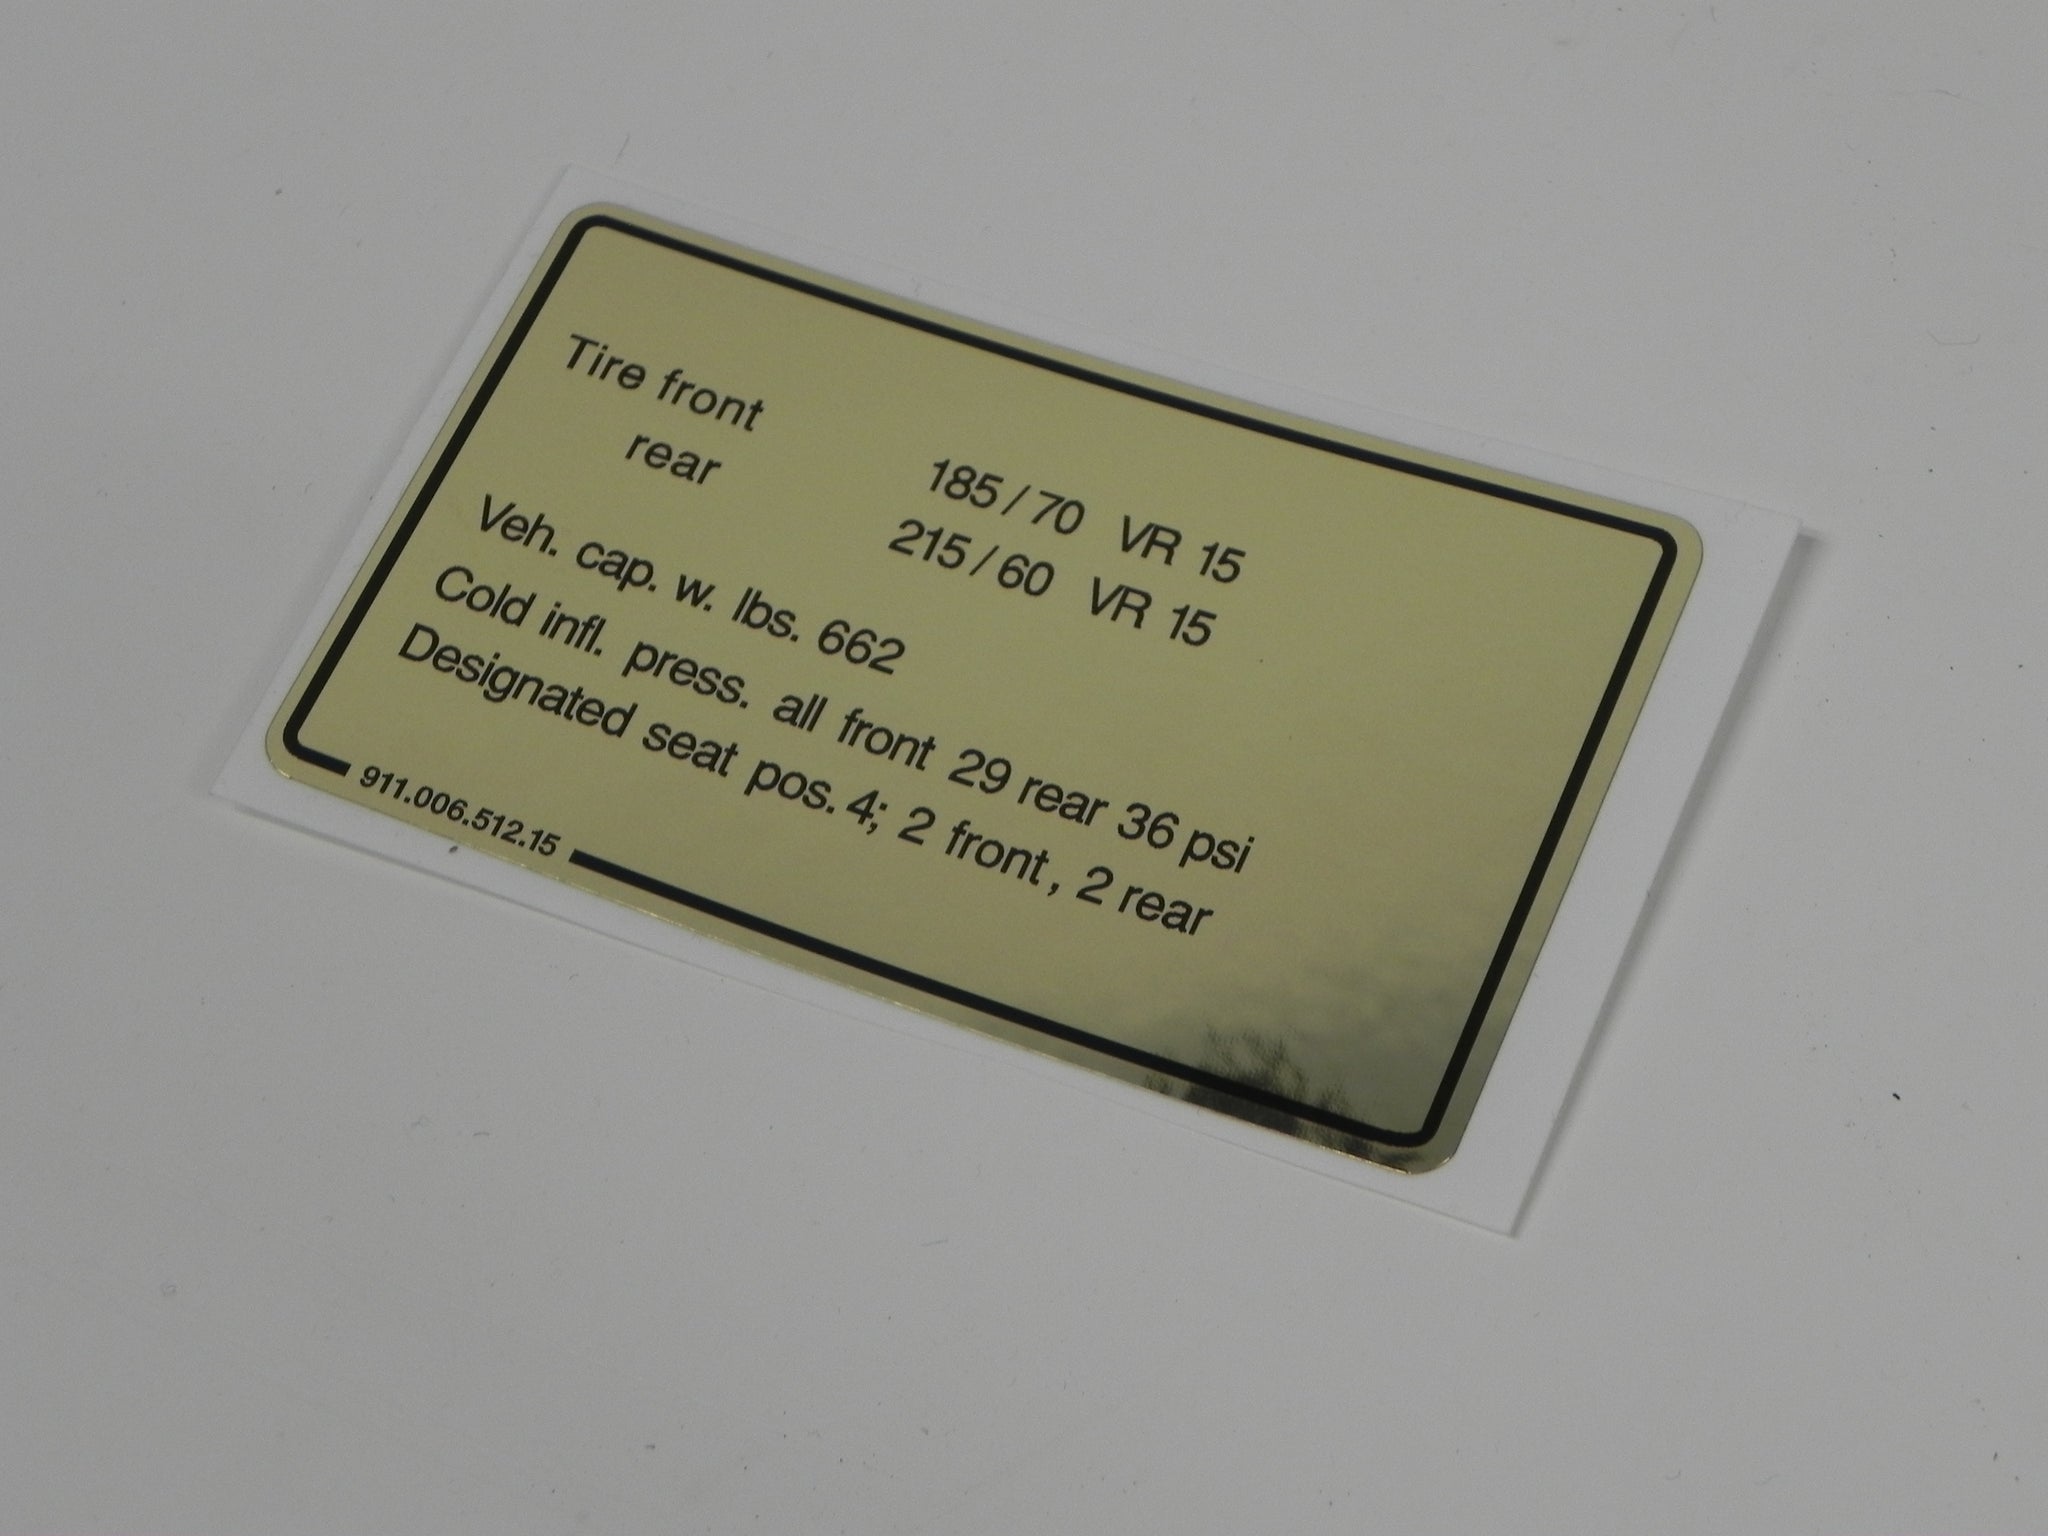 Tire front 185/70 VR 15
rear 215/60 VR 15
Veh. cap. w. lbs. 662
Cold infl. press. all front 29 rear 36 psi
Designated seat pos. 4; 2 front, 2 rear
911.006.512.15